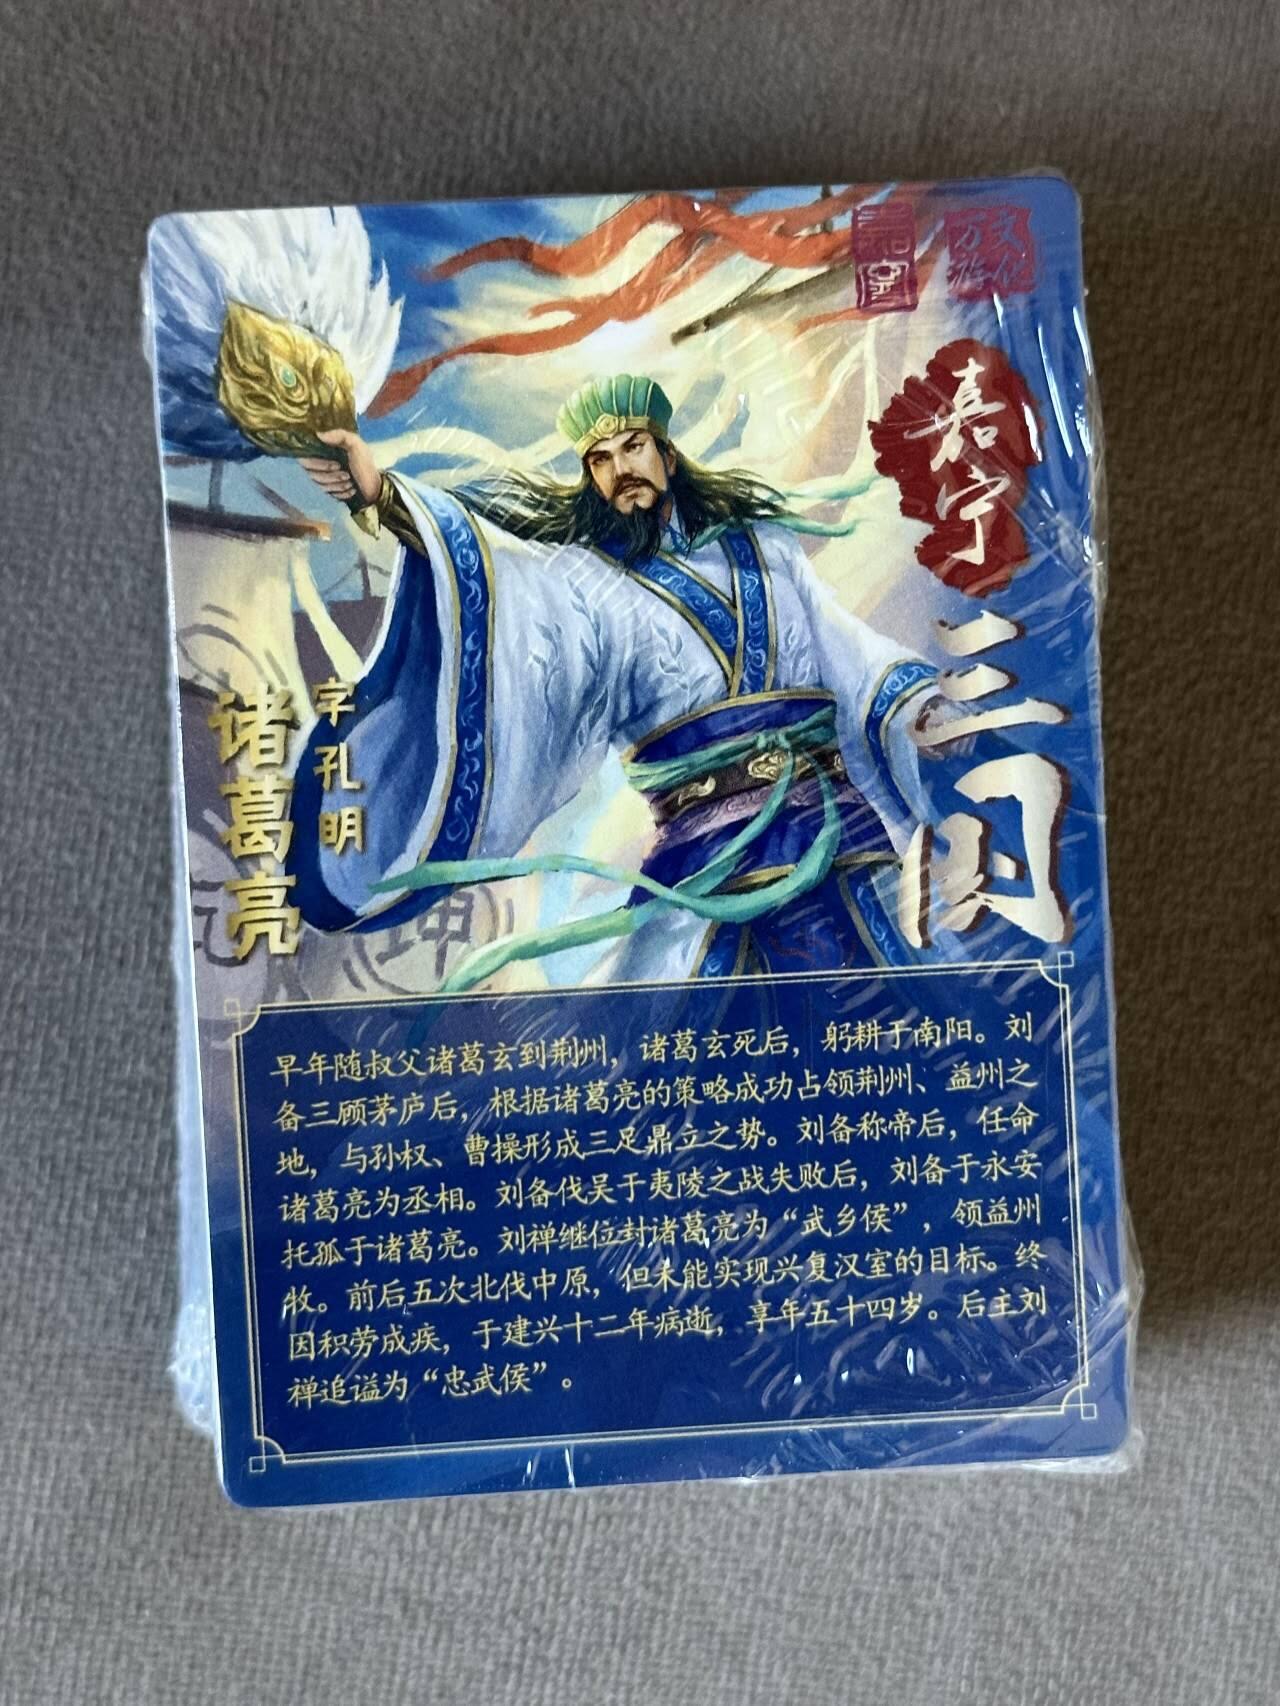 万游
文化
嘉宁
三国
诸葛亮
字孔明
坤
早年随叔父诸葛玄到荆州，诸葛玄死后，躬耕于南阳。刘
备三顾茅庐后，根据诸葛亮的策略成功占领荆州、益州之
地，与孙权、曹操形成三足鼎立之势。刘备称帝后，任命
诸葛亮为丞相。刘备伐吴于夷陵之战失败后，刘备于永安
托孤于诸葛亮。刘禅继位封诸葛亮为“武乡侯”，领益州
牧。前后五次北伐中原，但未能实现兴复汉室的目标。终
因积劳成疾，于建兴十二年病逝，享年五十四岁。后主刘
禅追谥为“忠武侯”。